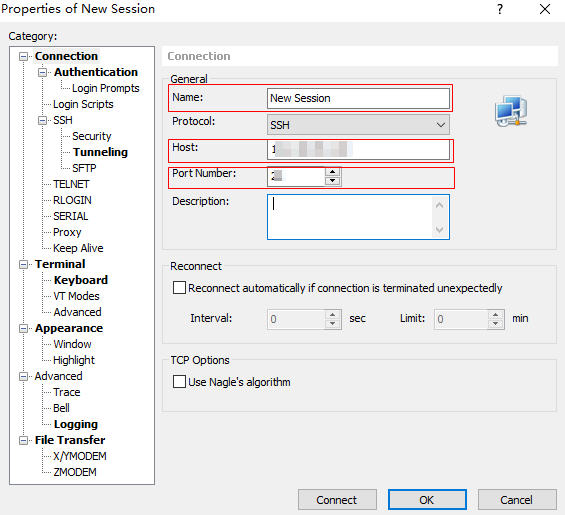 Properties of New Session
Category:
Connection
Authentication
Login Prompts
Login Scripts
SSH
Security
Tunneling
SFTP
TELNET
RLOGIN
SERIAL
Proxy
Keep Alive
Terminal
Keyboard
VT Modes
Advanced
Appearance
Window
Highlight
Advanced
Trace
Bell
Logging
File Transfer
X/YMODEM
ZMODEM
Connection
General
Name: New Session
Protocol: SSH
Host: 1
Port Number: 2
Description:
Reconnect
Reconnect automatically if connection is terminated unexpectedly
Interval: 0 sec Limit: 0 min
TCP Options
Use Nagle's algorithm
Connect OK Cancel